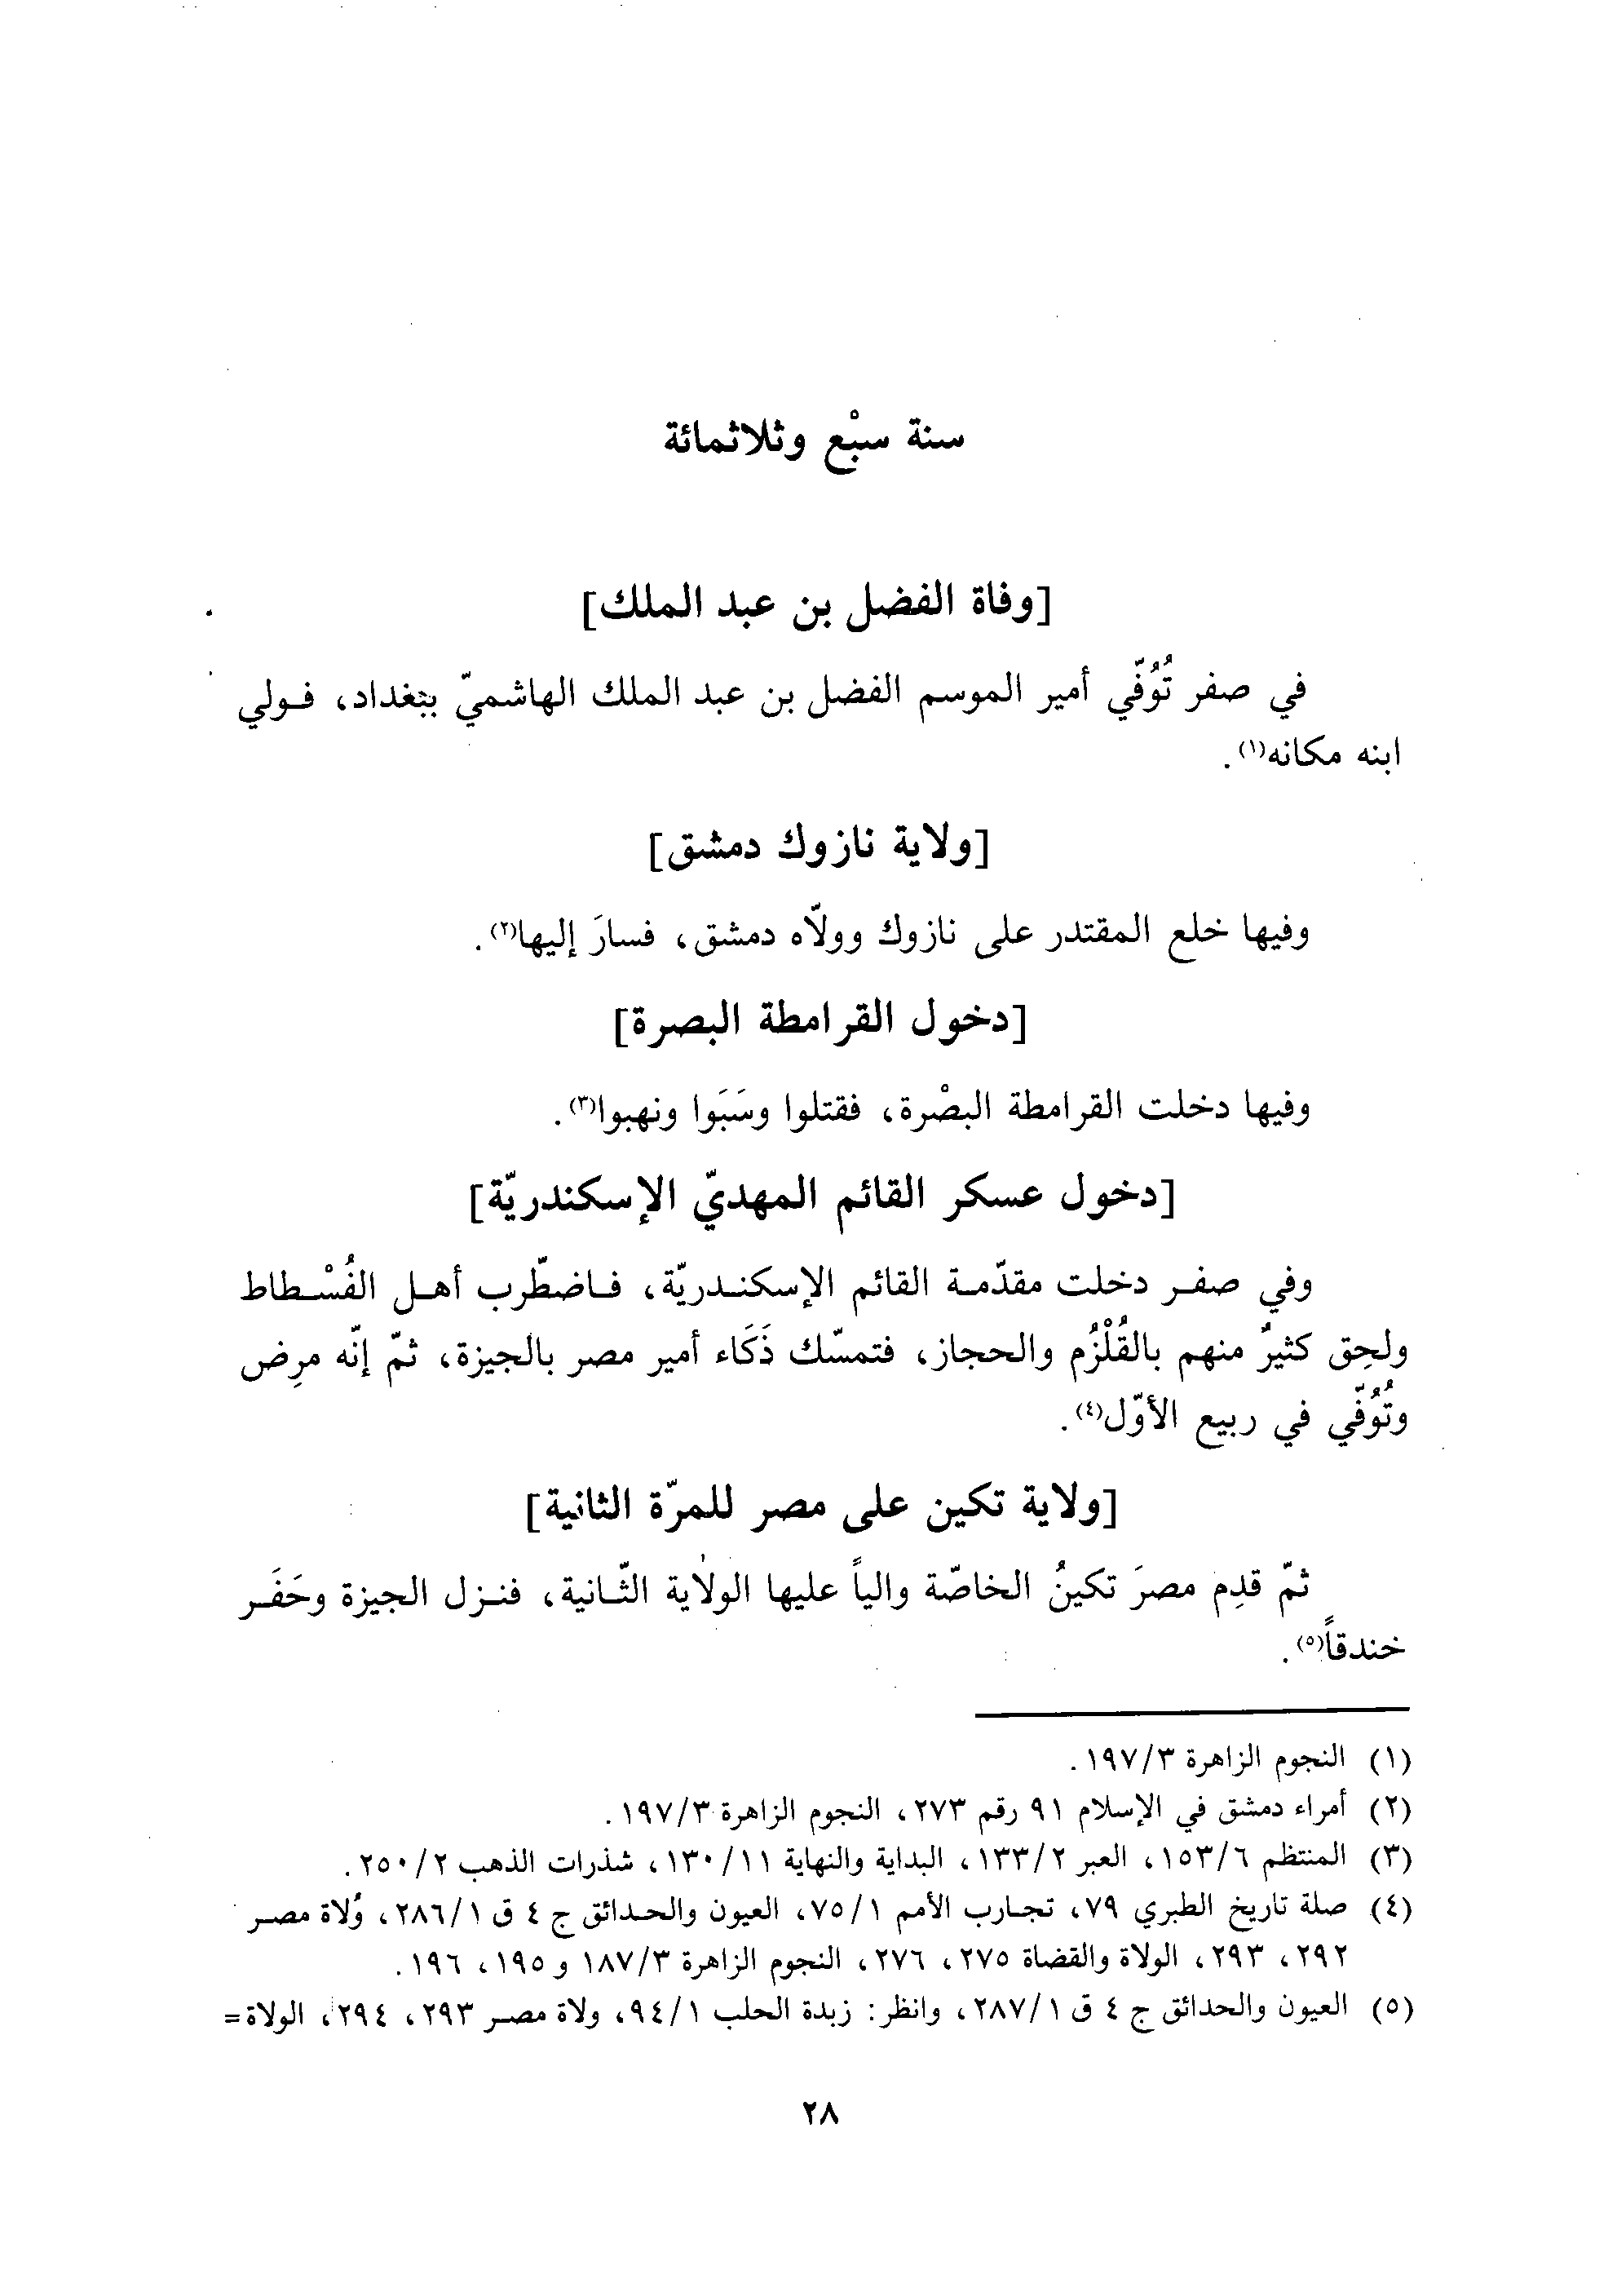 سنة سبْع وثلاثمائة
[وفاة الفضل بن عبد الملك]
في صفر تُوُفّي أمير الموسم الفضل بن عبد الملك الهاشميّ ببغداد، فولي
ابنه مكانه(١).
[ولاية نازوك دمشق]
وفيها خلع المقتدر على نازوك وولّاه دمشق، فسارَ إليها(٢).
[دخول القرامطة البصرة]
وفيها دخلت القرامطة البصْرة، فقتلوا وسَبَوا ونهبوا(٣).
[دخول عسكر القائم المهديّ الإسكندريّة]
وفي صفر دخلت مقدّمة القائم الإسكندريّة، فاضطّرب أهل الفُسْطاط
ولحِق كثيرٌ منهم بالقُلْزُم والحجاز، فتمسّك ذَكَاء أمير مصر بالجيزة، ثمّ إنّه مرِض
وتُوُفّي في ربيع الأوّل(٤).
[ولاية تكين على مصر للمرّة الثانية]
ثمّ قدِم مصرَ تكينُ الخاصّة والياً عليها الولاية الثّانية، فنزل الجيزة وحَفَر
خندقاً(٥).
(١) النجوم الزاهرة ١٩٧/٣.
(٢) أمراء دمشق في الإسلام ٩١ رقم ٢٧٣، النجوم الزاهرة ١٩٧/٣.
(٣) المنتظم ١٥٣/٦، العبر ١٣٣/٢، البداية والنهاية ١٣٠/١١، شذرات الذهب ٢٥٠/٢.
(٤) صلة تاريخ الطبري ٧٩، تجارب الأمم ٧٥/١، العيون والحدائق ج ٤ ق ٢٨٦/١، وُلاة مصر
٢٩٢، ٢٩٣، الولاة والقضاة ٢٧٥، ٢٧٦، النجوم الزاهرة ١٨٧/٣ و ١٩٥، ١٩٦.
(٥) العيون والحدائق ج ٤ ق ٢٨٧/١، وانظر: زبدة الحلب ٩٤/١، ولاة مصر ٢٩٣، ٢٩٤، الولاة=
٢٨